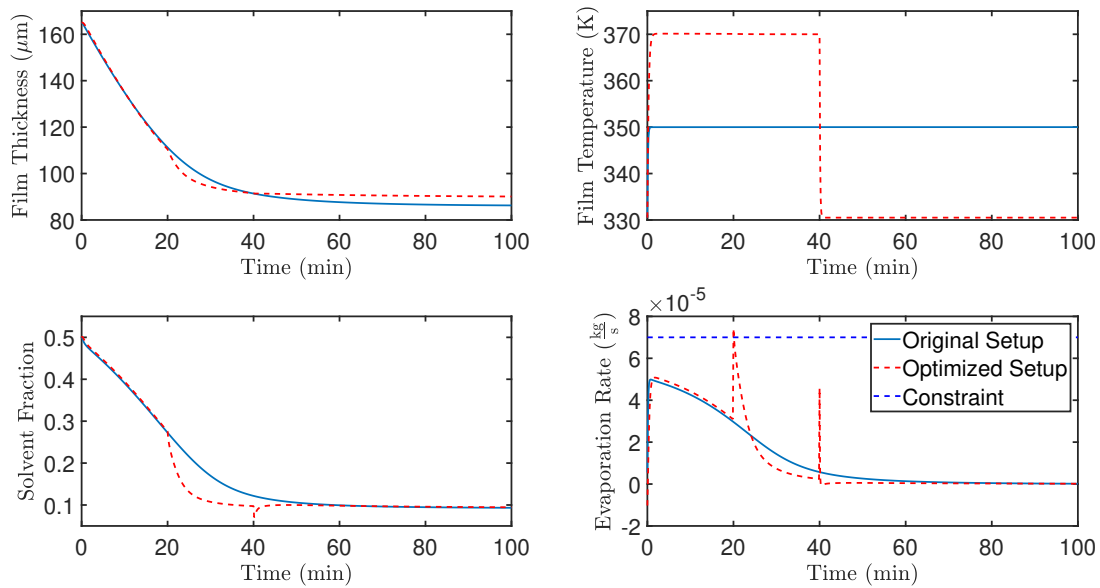 160
140
120
100
80
0 20 40 60 80 100
Film Thickness (μm)
Time (min)
370
360
350
340
330
0 20 40 60 80 100
Film Temperature (K)
Time (min)
0.5
0.4
0.3
0.2
0.1
0 20 40 60 80 100
Solvent Fraction
Time (min)
×10-5
8
6
4
2
0
-2
0 20 40 60 80 100
Evaporation Rate (kg/s)
Time (min)
Original Setup
Optimized Setup
Constraint